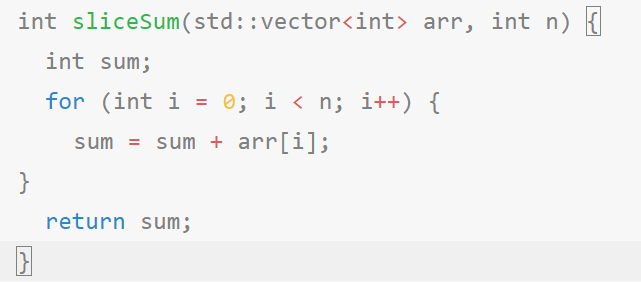 int sliceSum(std::vector<int> arr, int n) {
  int sum;
  for (int i = 0; i < n; i++) {
    sum = sum + arr[i];
}
  return sum;
}